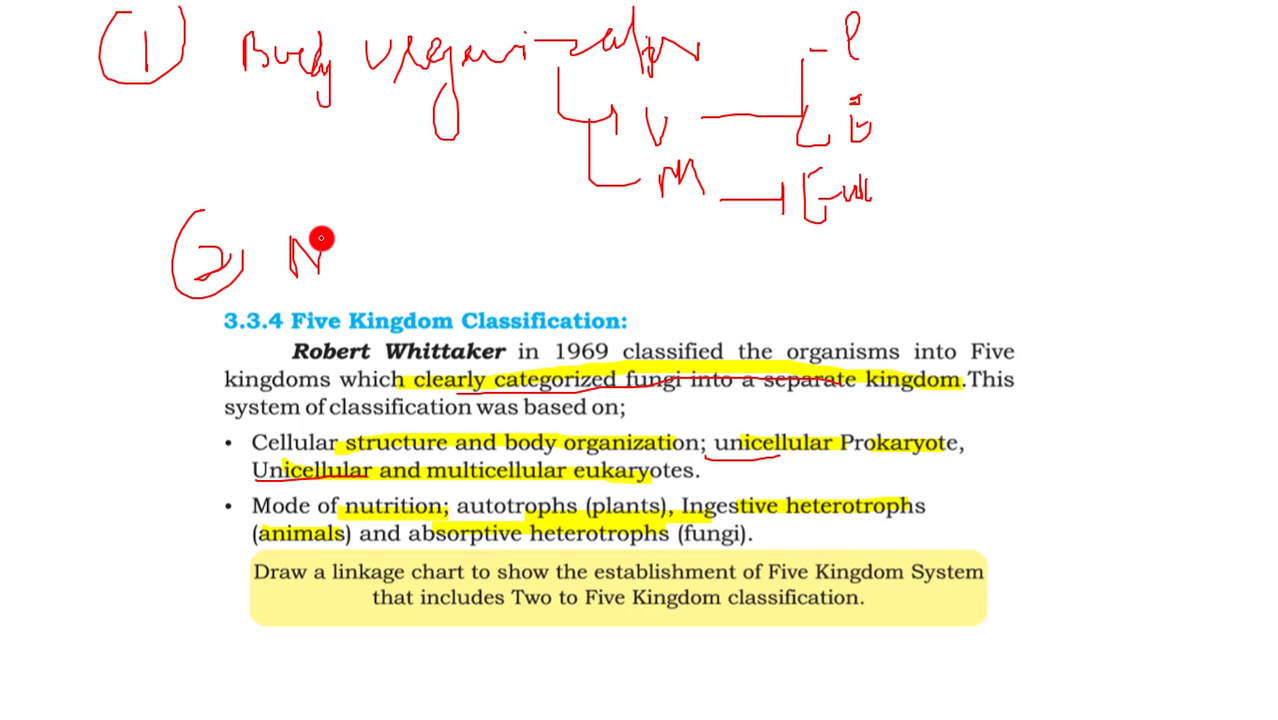 1 Body organi
V
P
E
M
2 N
3.3.4 Five Kingdom Classification:
Robert Whittaker in 1969 classified the organisms into Five
kingdoms which clearly categorized fungi into a separate kingdom.This
system of classification was based on;
• Cellular structure and body organization; unicellular Prokaryote,
Unicellular and multicellular eukaryotes.
• Mode of nutrition; autotrophs (plants), Ingestive heterotrophs
(animals) and absorptive heterotrophs (fungi).
Draw a linkage chart to show the establishment of Five Kingdom System
that includes Two to Five Kingdom classification.